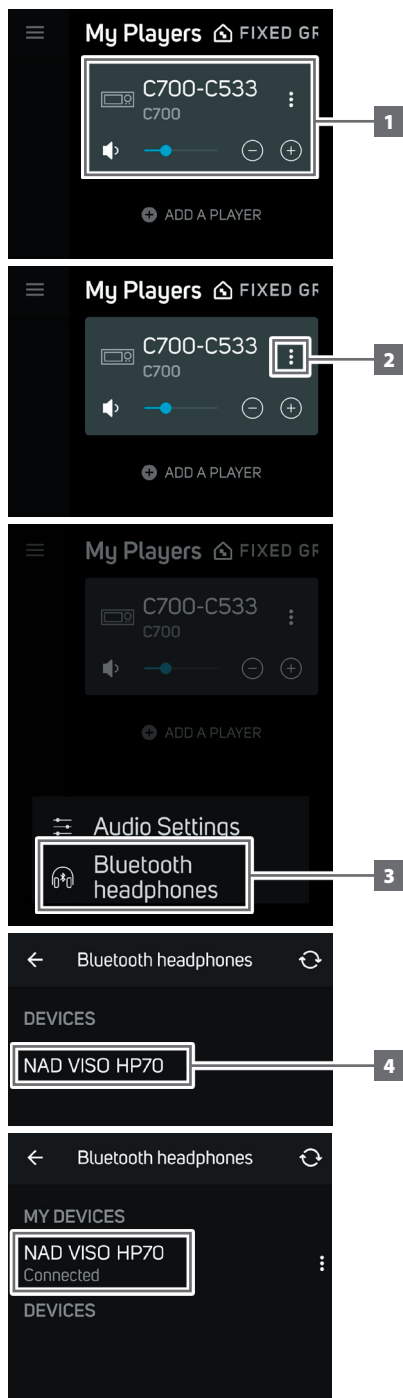 My Players FIXED GR
C700-C533
C700
1
ADD A PLAYER
My Players FIXED GR
C700-C533
2
C700
ADD A PLAYER
My Players FIXED GR
C700-C533
C700
ADD A PLAYER
Audio Settings
Bluetooth
headphones
3
Bluetooth headphones
DEVICES
NAD VISO HP70
4
Bluetooth headphones
MY DEVICES
NAD VISO HP70
Connected
DEVICES